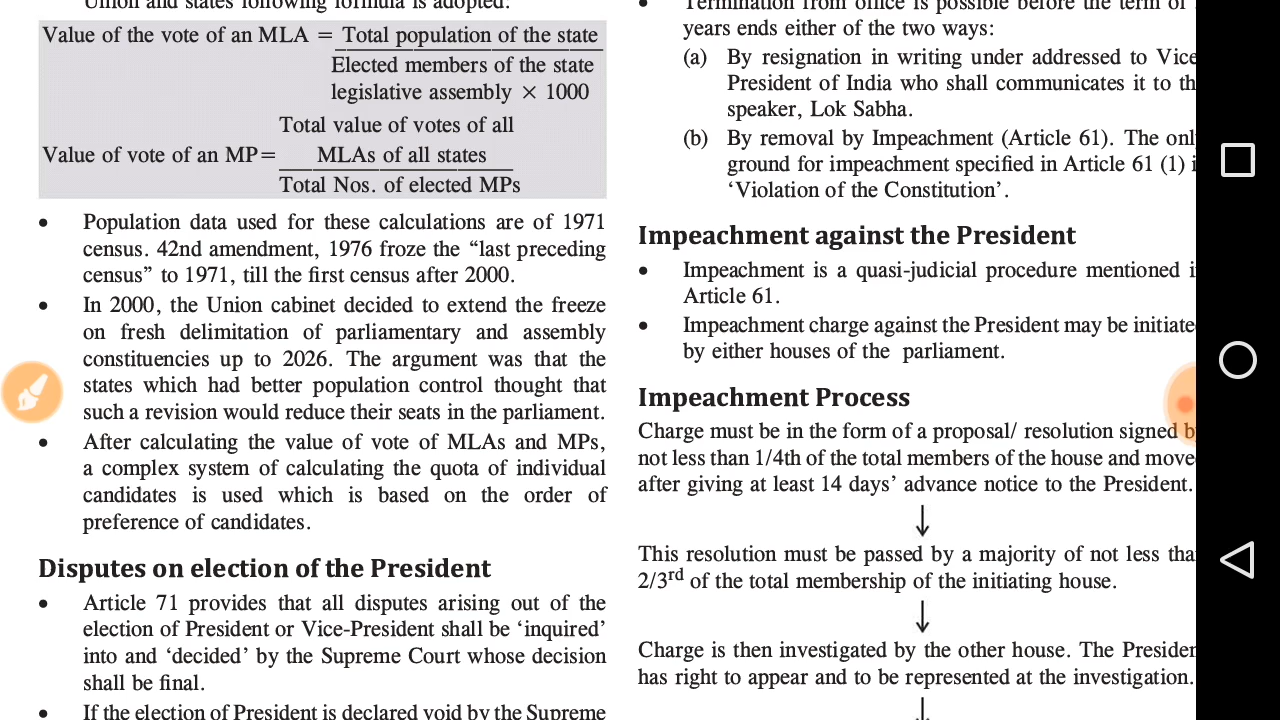 Union and states following formula is adopted:
Value of the vote of an MLA = Total population of the state
Elected members of the state
legislative assembly × 1000
Total value of votes of all
Value of vote of an MP= MLAs of all states
Total Nos. of elected MPs
• Population data used for these calculations are of 1971
census. 42nd amendment, 1976 froze the “last preceding
census” to 1971, till the first census after 2000.
• In 2000, the Union cabinet decided to extend the freeze
on fresh delimitation of parliamentary and assembly
constituencies up to 2026. The argument was that the
states which had better population control thought that
such a revision would reduce their seats in the parliament.
• After calculating the value of vote of MLAs and MPs,
a complex system of calculating the quota of individual
candidates is used which is based on the order of
preference of candidates.
Disputes on election of the President
• Article 71 provides that all disputes arising out of the
election of President or Vice-President shall be ‘inquired’
into and ‘decided’ by the Supreme Court whose decision
shall be final.
• If the election of President is declared void by the Supreme
• Termination from office is possible before the term of
years ends either of the two ways:
(a) By resignation in writing under addressed to Vice
President of India who shall communicates it to th
speaker, Lok Sabha.
(b) By removal by Impeachment (Article 61). The onl
ground for impeachment specified in Article 61 (1) i
‘Violation of the Constitution’.
Impeachment against the President
• Impeachment is a quasi-judicial procedure mentioned i
Article 61.
• Impeachment charge against the President may be initiate
by either houses of the parliament.
Impeachment Process
Charge must be in the form of a proposal/ resolution signed b
not less than 1/4th of the total members of the house and move
after giving at least 14 days’ advance notice to the President.
↓
This resolution must be passed by a majority of not less tha
2/3rd of the total membership of the initiating house.
↓
Charge is then investigated by the other house. The Presiden
has right to appear and to be represented at the investigation.